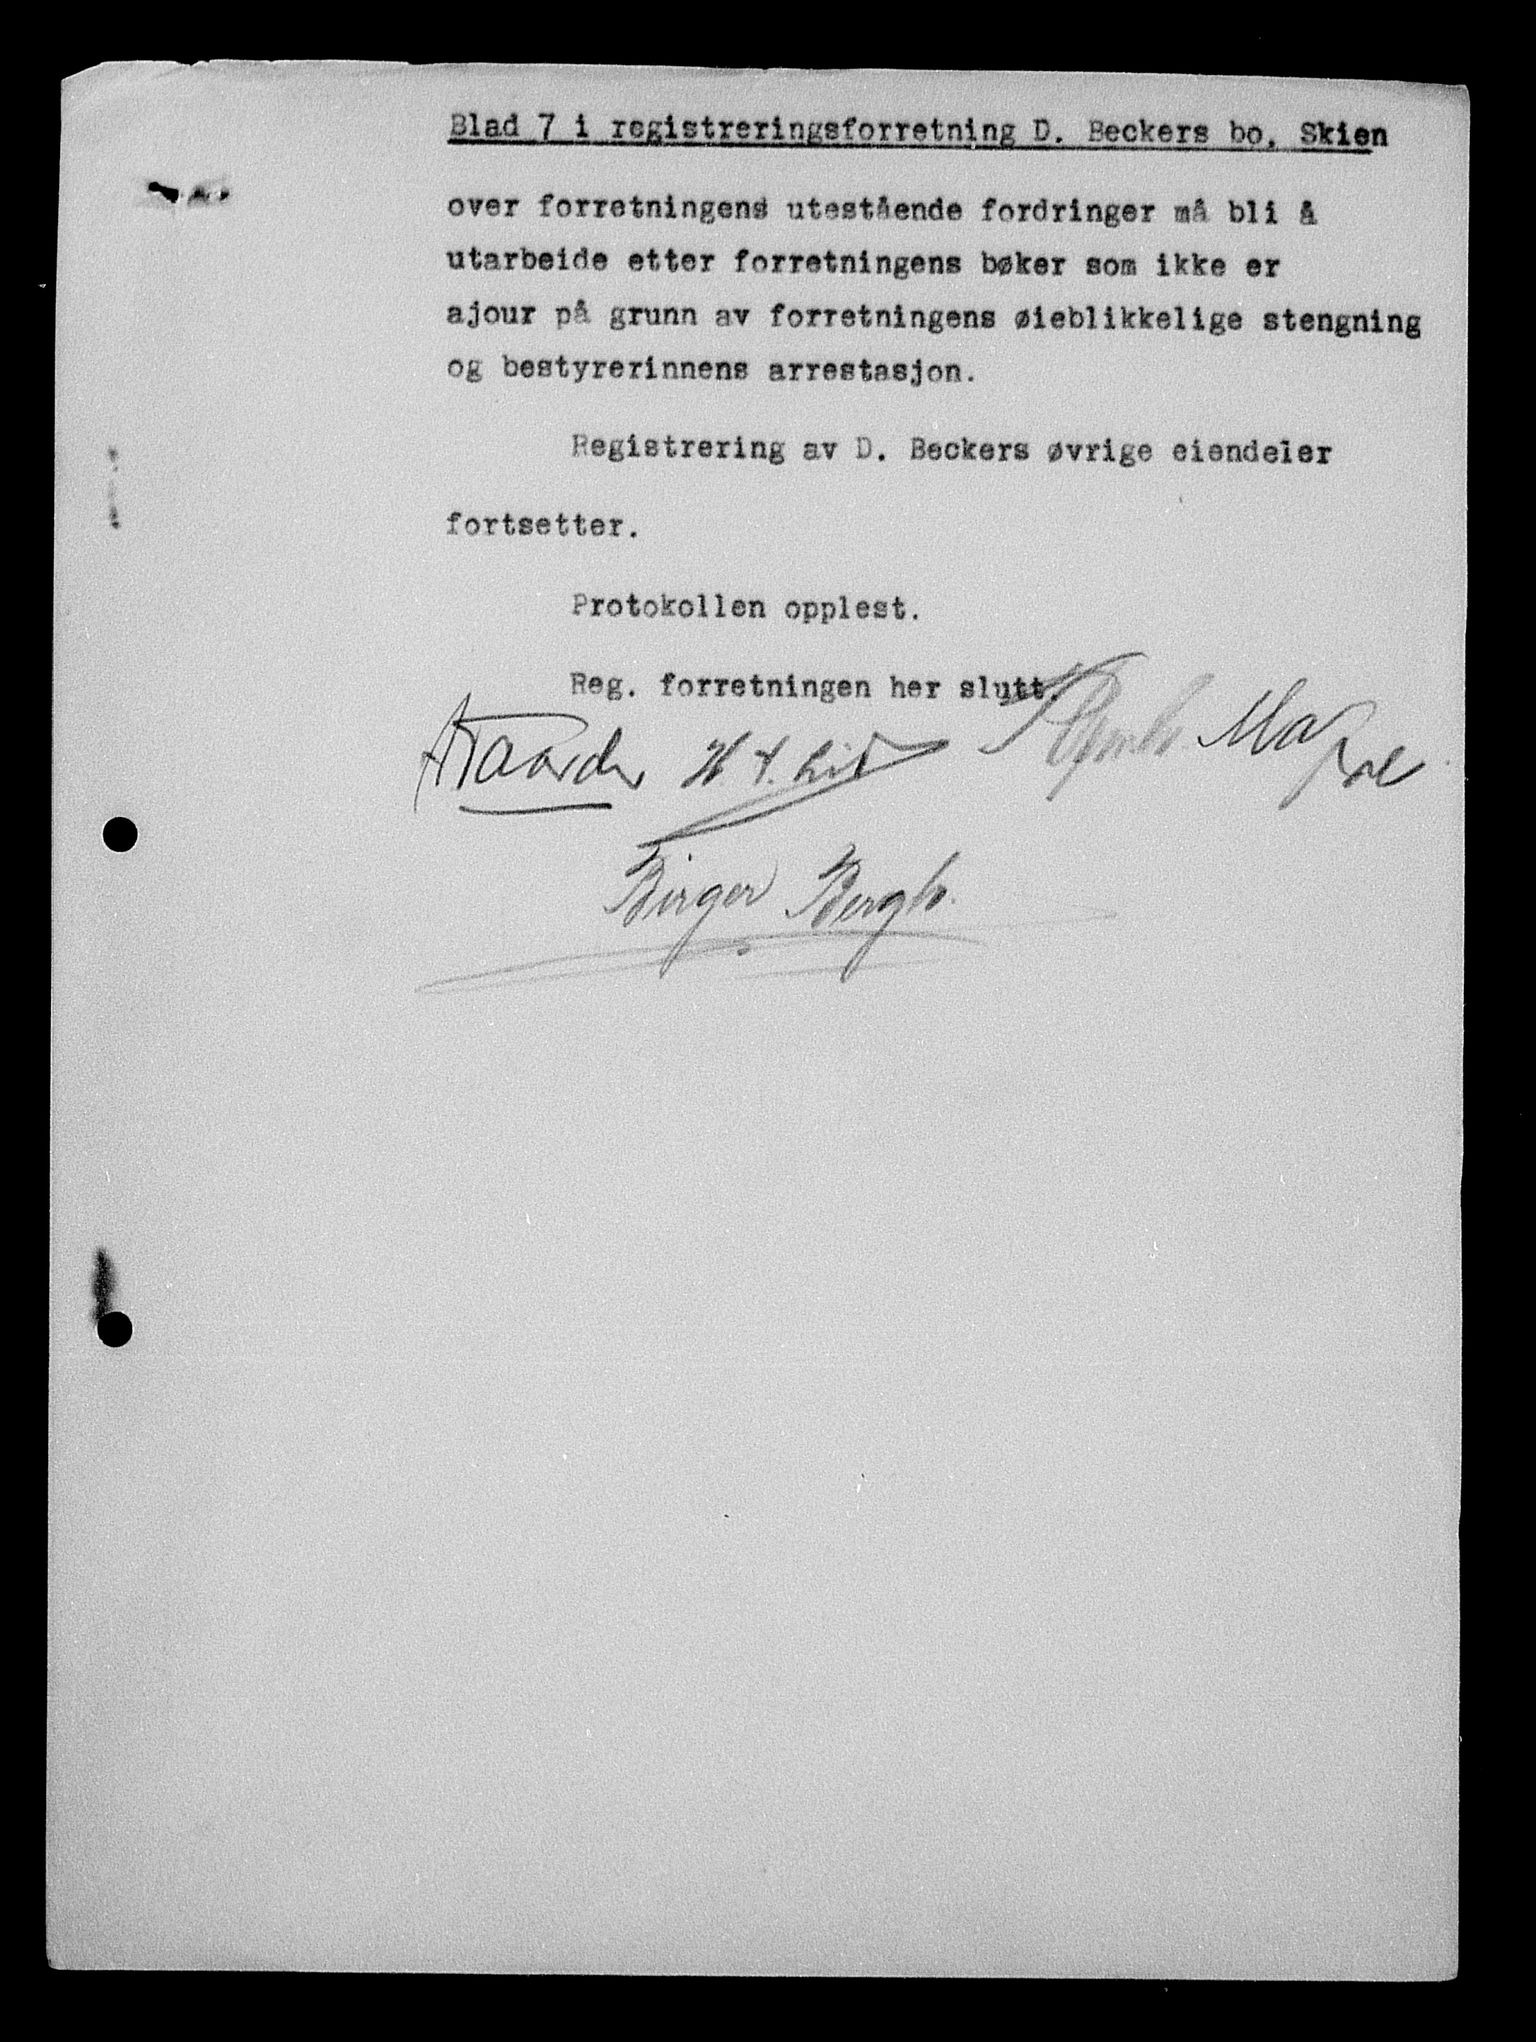 Blad 7 i registreringsforretning D. Beckers bo, Skien
over forretningens utestående fordringer må bli å
utarbeide etter forretningens bøker som ikke er
ajour på grunn av forretningens øieblikkelige stengning
og bestyrerinnens arrestasjon.
Registrering av D. Beckers øvrige eiendeler
fortsetter.
Protokollen opplest.
Reg. forretningen her slutt.
Birger Bergh.